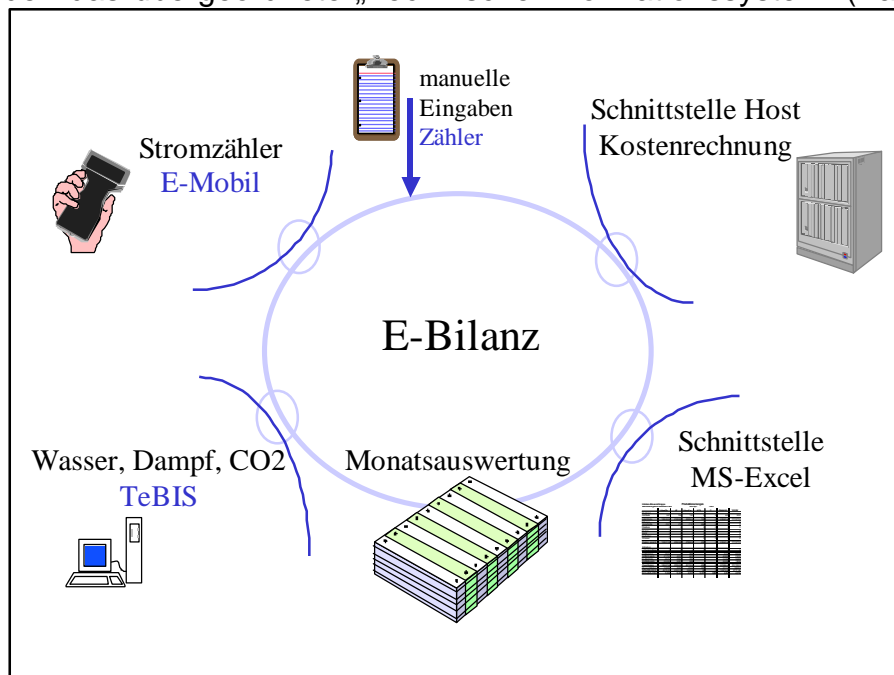 manuelle
Eingaben
Zähler
Schnittstelle Host
Kostenrechnung
Stromzähler
E-Mobil
E-Bilanz
Wasser, Dampf, CO2
TeBIS
Monatsauswertung
Schnittstelle
MS-Excel